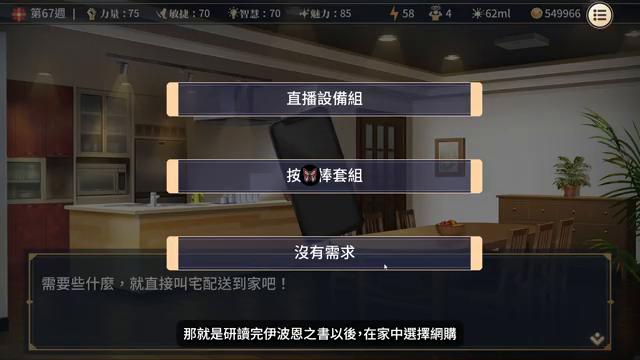 第67週 | 力量：75 敏捷：70 智慧：70 魅力：85 58 4 62ml 549966
直播設備組
按棒套組
沒有需求
需要些什麼，就直接叫宅配送到家吧！
那就是研讀完伊波恩之書以後，在家中選擇網購